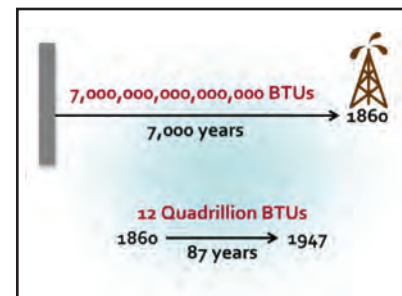 7,000,000,000,000,000 BTUs
1860
7,000 years
12 Quadrillion BTUs
1860 1947
87 years